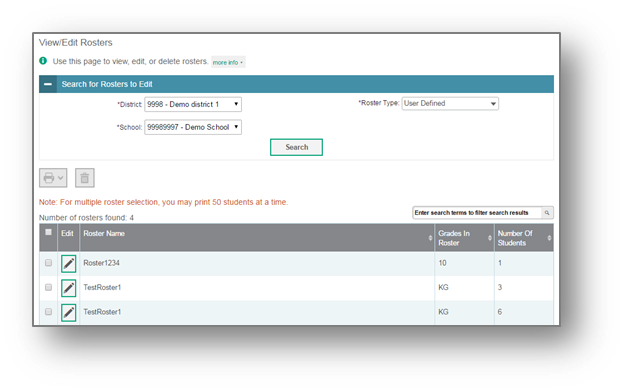 View/Edit Rosters
Use this page to view, edit, or delete rosters. more info +
Search for Rosters to Edit
*District: 9998 - Demo district 1
*Roster Type: User Defined
*School: 99989997 - Demo School
Search
Note: For multiple roster selection, you may print 50 students at a time.
Number of rosters found: 4
Enter search terms to filter search results
Edit Roster Name Grades In Roster Number Of Students
Roster1234 10 1
TestRoster1 KG 3
TestRoster1 KG 6